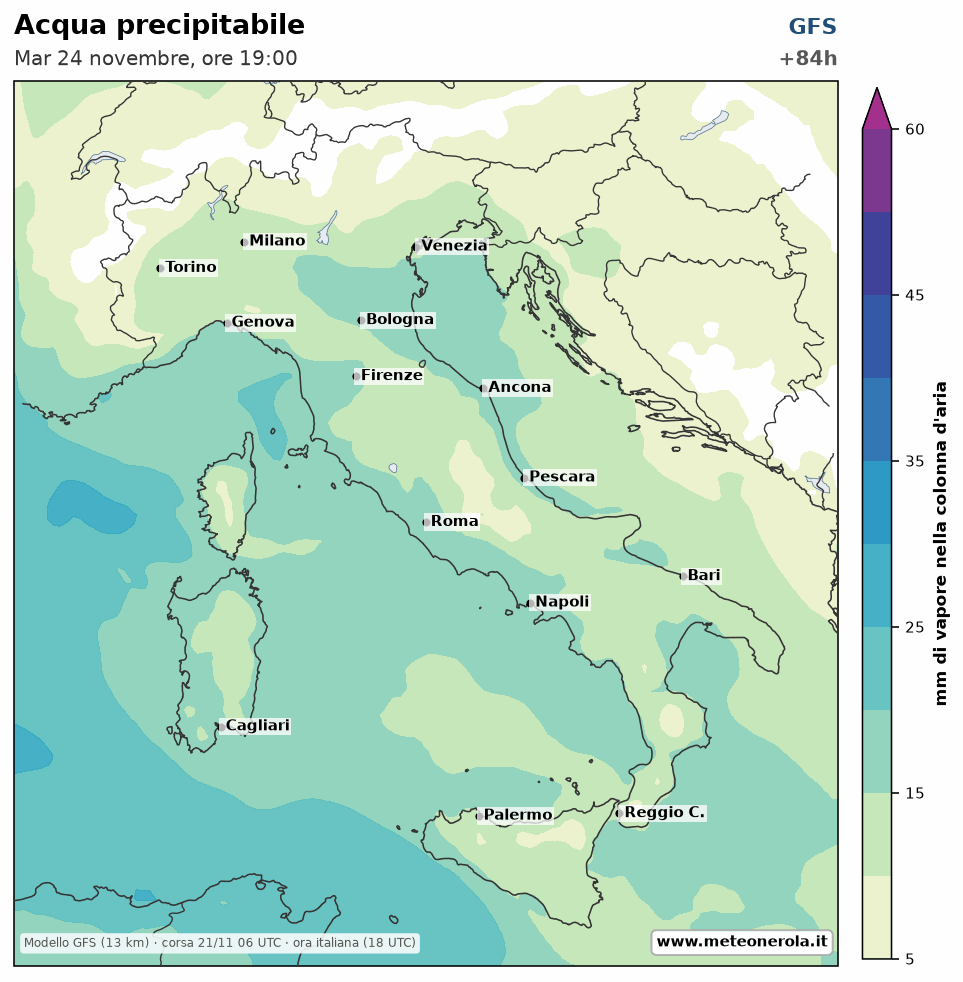 Acqua precipitabile
GFS
Mar 24 novembre, ore 19:00
+84h
60
Milano
Venezia
Torino
45
Genova
Bologna
Firenze
Ancona
35
Pescara
Roma
Bari
Napoli
25
Cagliari
15
Palermo
Reggio C.
5
mm di vapore nella colonna d'aria
Modello GFS (13 km) · corsa 21/11 06 UTC · ora italiana (18 UTC)
www.meteonerola.it